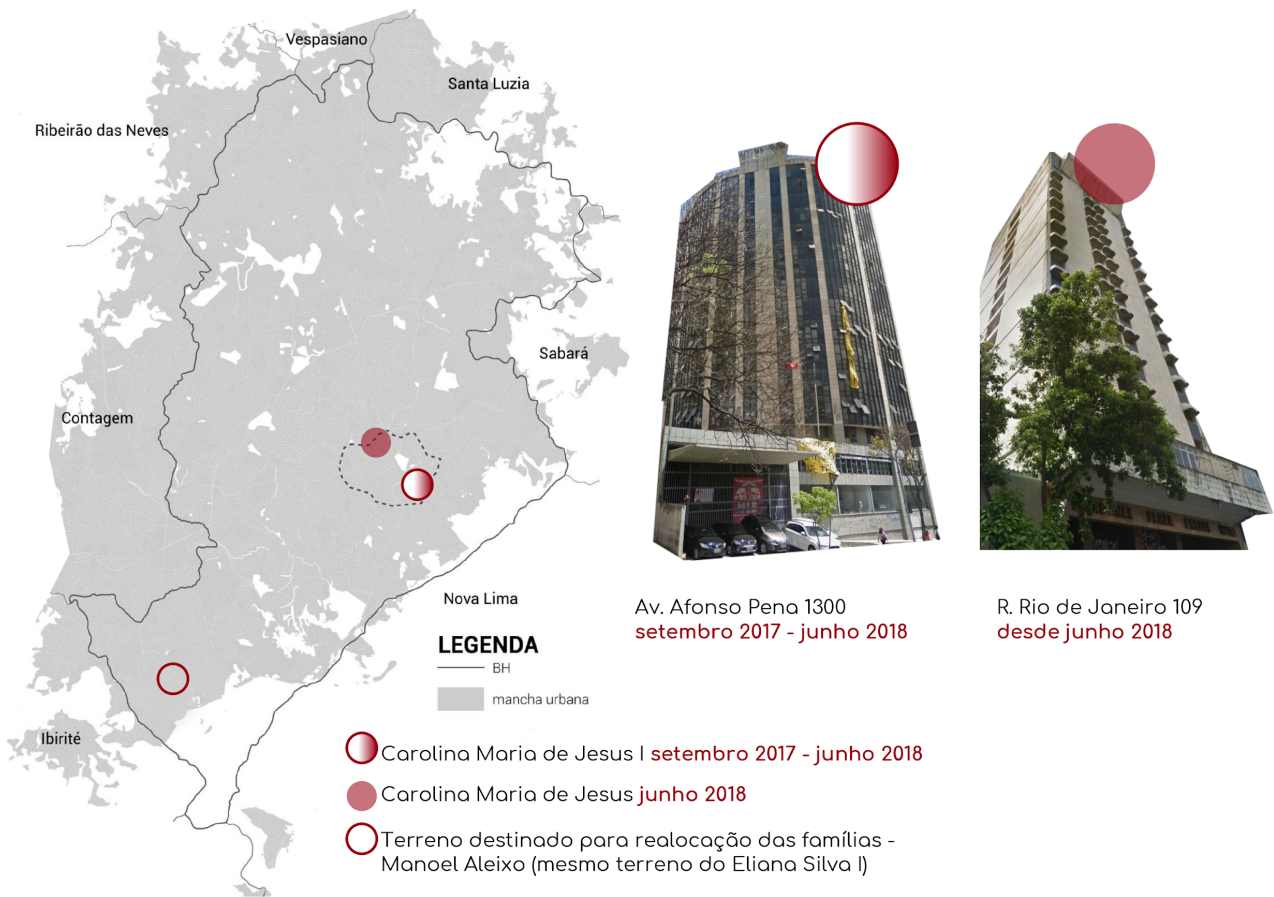 Vespasiano
Santa Luzia
Ribeirão das Neves
Sabará
Contagem
Nova Lima
Ibirité
Av. Afonso Pena 1300
setembro 2017 - junho 2018
R. Rio de Janeiro 109
desde junho 2018
LEGENDA
BH
mancha urbana
Carolina Maria de Jesus I setembro 2017 - junho 2018
Carolina Maria de Jesus junho 2018
Terreno destinado para realocação das famílias -
Manoel Aleixo (mesmo terreno do Eliana Silva I)